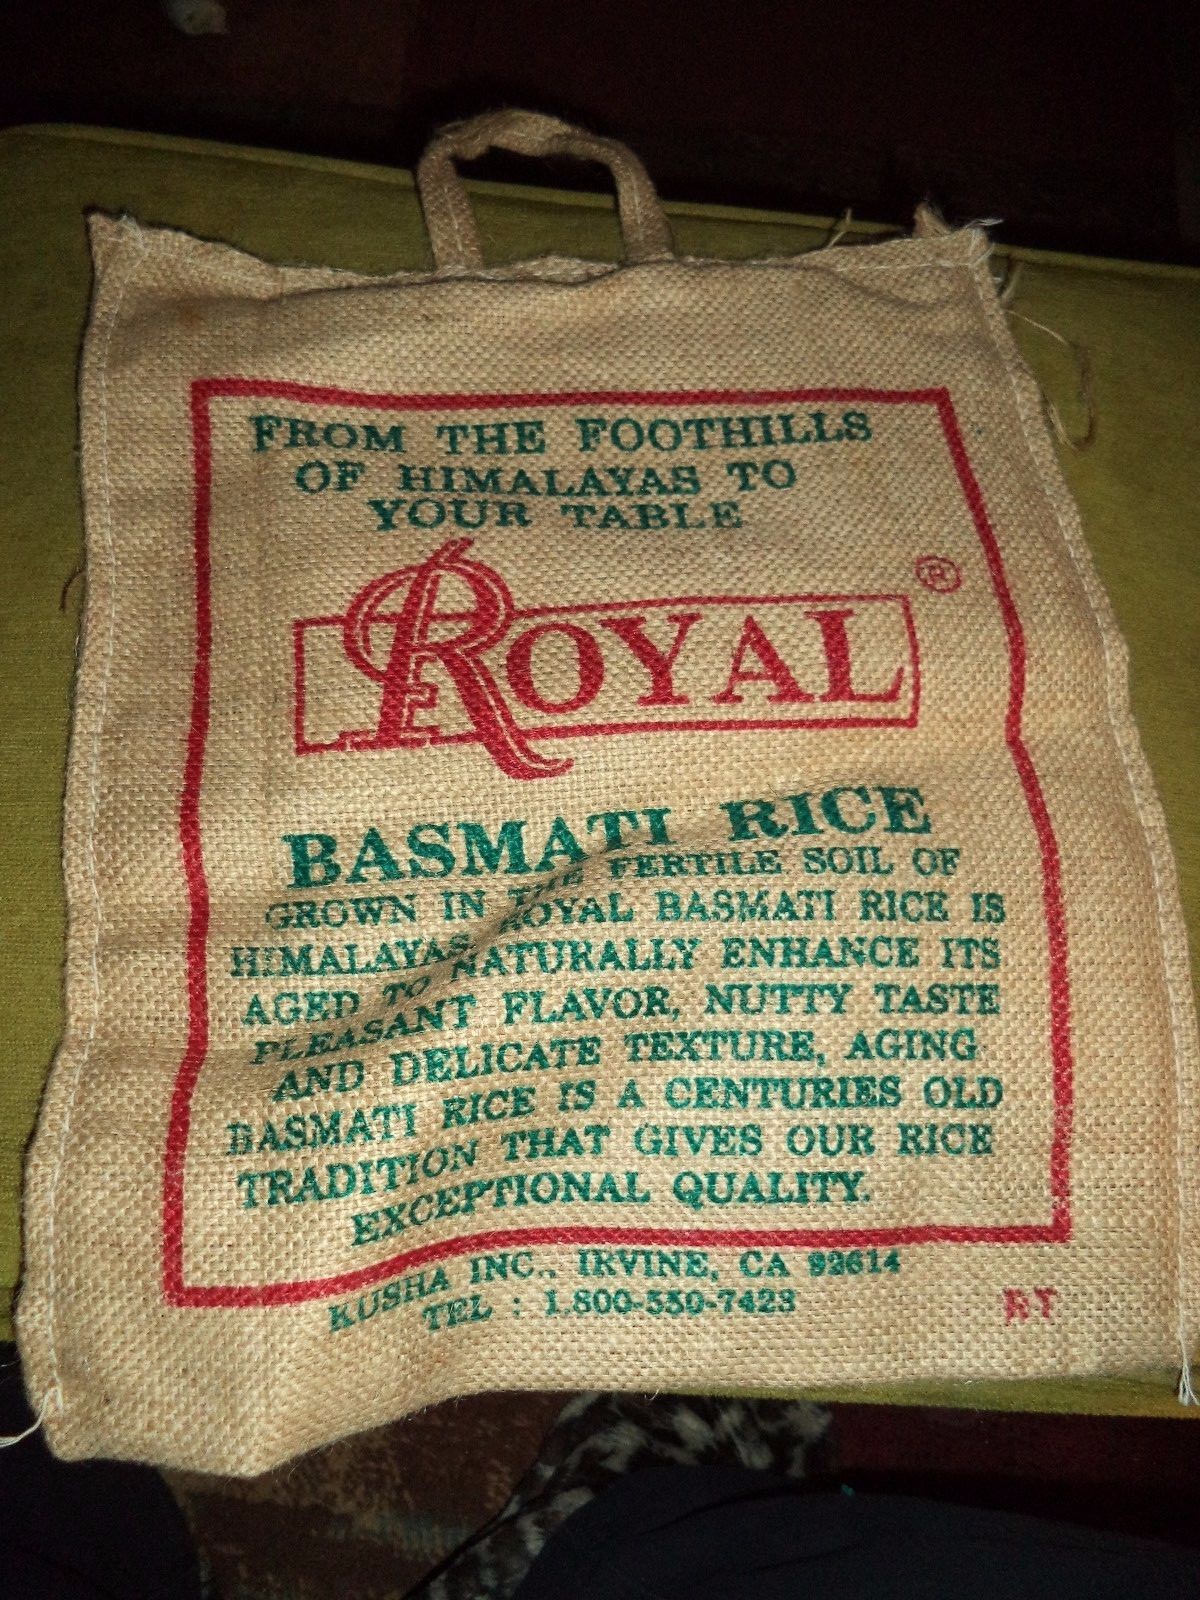 FROM THE FOOTHILLS
OF HIMALAYAS TO
YOUR TABLE
ROYAL ®
BASMATI RICE
GROWN IN THE FERTILE SOIL OF
HIMALAYAS, ROYAL BASMATI RICE IS
AGED TO NATURALLY ENHANCE ITS
PLEASANT FLAVOR, NUTTY TASTE
AND DELICATE TEXTURE, AGING
BASMATI RICE IS A CENTURIES OLD
TRADITION THAT GIVES OUR RICE
EXCEPTIONAL QUALITY.
KUSHA INC., IRVINE, CA 92614
TEL : 1.800-550-7423
RT